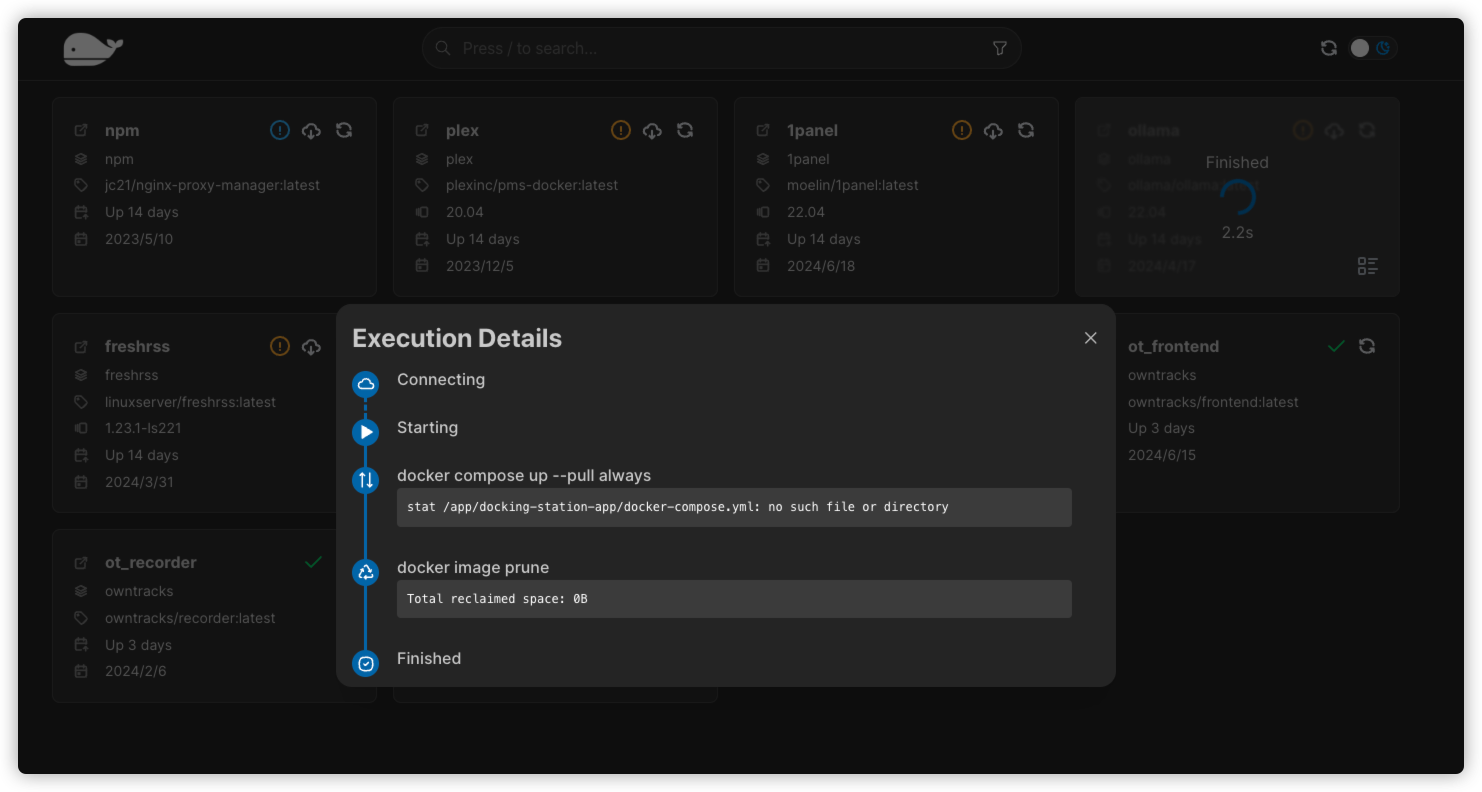 Press / to search...
npm
npm
jc21/nginx-proxy-manager:latest
Up 14 days
2023/5/10
plex
plex
plexinc/pms-docker:latest
20.04
Up 14 days
2023/12/5
1panel
1panel
moelin/1panel:latest
22.04
Up 14 days
2024/6/18
ollama
ollama
ollama/ollama:latest
22.04
Up 14 days
2024/4/17
Finished
2.2s
freshrss
freshrss
linuxserver/freshrss:latest
1.23.1-ls221
Up 14 days
2024/3/31
Execution Details
Connecting
Starting
docker compose up --pull always
stat /app/docking-station-app/docker-compose.yml: no such file or directory
docker image prune
Total reclaimed space: 0B
Finished
ot_frontend
owntracks
owntracks/frontend:latest
Up 3 days
2024/6/15
ot_recorder
owntracks
owntracks/recorder:latest
Up 3 days
2024/2/6